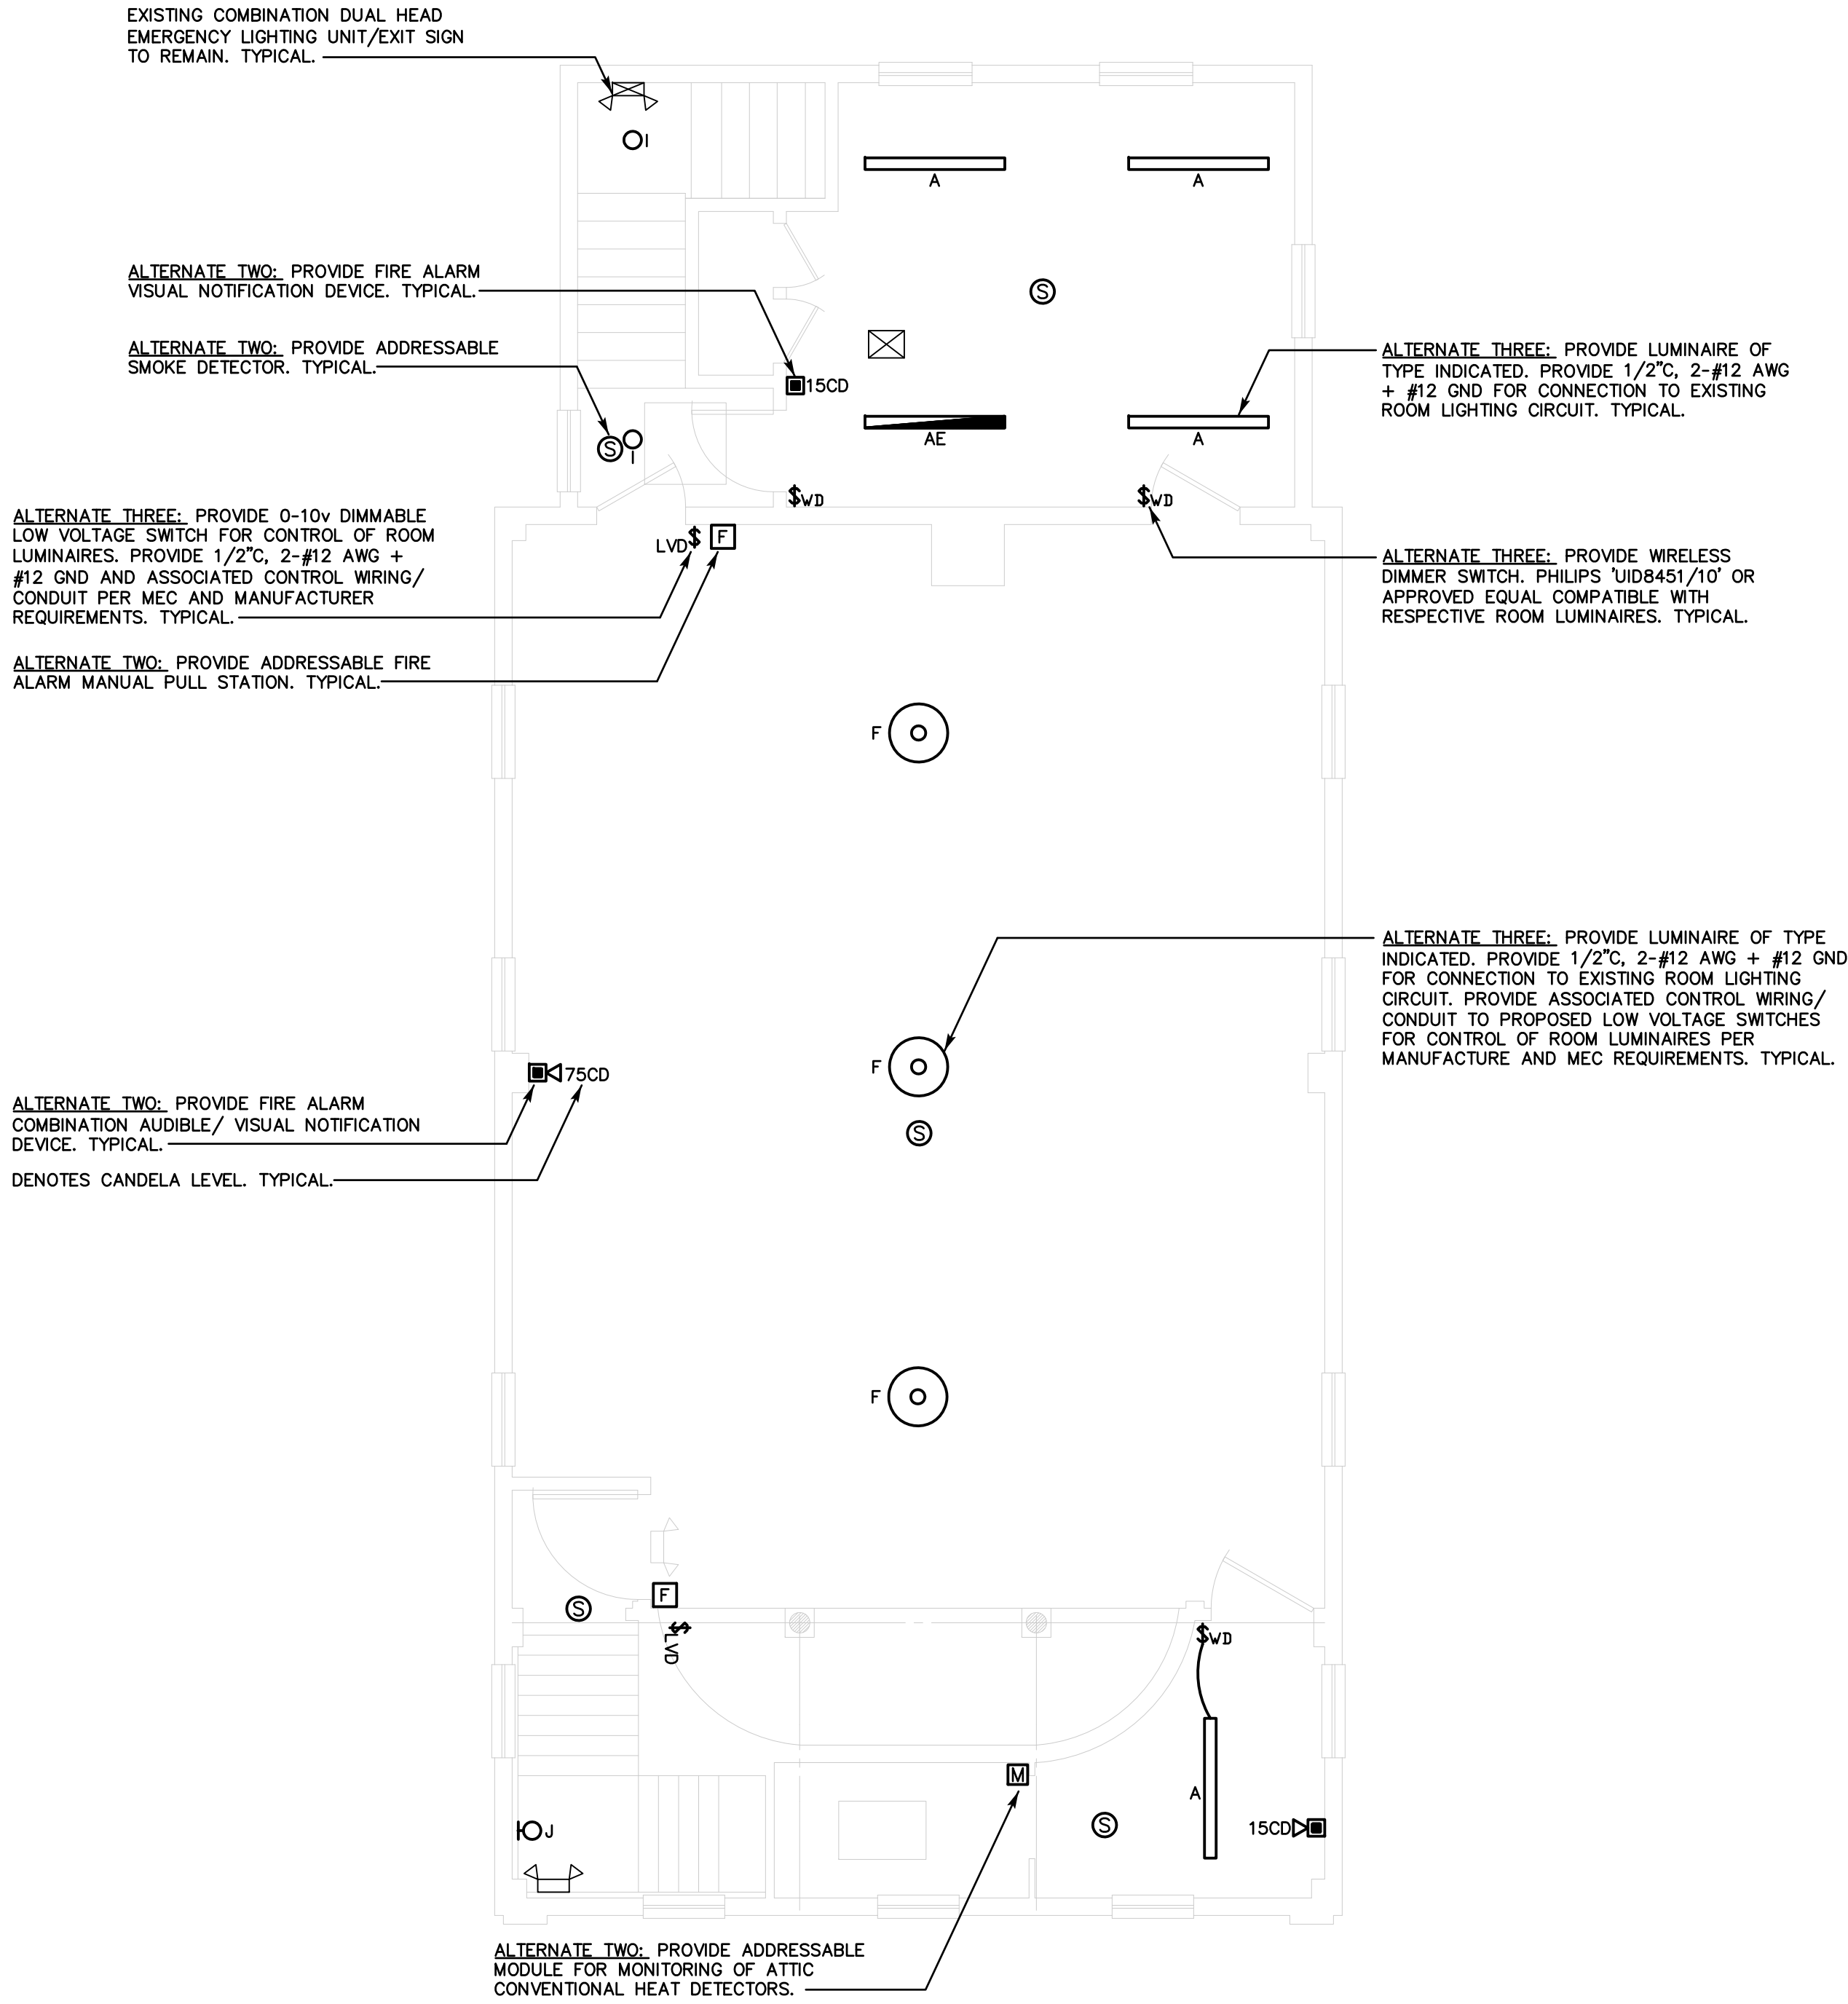 EXISTING COMBINATION DUAL HEAD
EMERGENCY LIGHTING UNIT/EXIT SIGN
TO REMAIN. TYPICAL.
I
A
A
ALTERNATE TWO: PROVIDE FIRE ALARM
VISUAL NOTIFICATION DEVICE. TYPICAL.
S
ALTERNATE TWO: PROVIDE ADDRESSABLE
SMOKE DETECTOR. TYPICAL.
15CD
ALTERNATE THREE: PROVIDE LUMINAIRE OF
TYPE INDICATED. PROVIDE 1/2"C, 2-#12 AWG
+ #12 GND FOR CONNECTION TO EXISTING
ROOM LIGHTING CIRCUIT. TYPICAL.
S
I
AE
A
$WD
$WD
ALTERNATE THREE: PROVIDE 0-10v DIMMABLE
LOW VOLTAGE SWITCH FOR CONTROL OF ROOM
LUMINAIRES. PROVIDE 1/2"C, 2-#12 AWG +
#12 GND AND ASSOCIATED CONTROL WIRING/
CONDUIT PER MEC AND MANUFACTURER
REQUIREMENTS. TYPICAL.
LVD$
F
ALTERNATE THREE: PROVIDE WIRELESS
DIMMER SWITCH. PHILIPS 'UID8451/10' OR
APPROVED EQUAL COMPATIBLE WITH
RESPECTIVE ROOM LUMINAIRES. TYPICAL.
ALTERNATE TWO: PROVIDE ADDRESSABLE FIRE
ALARM MANUAL PULL STATION. TYPICAL.
F
ALTERNATE THREE: PROVIDE LUMINAIRE OF TYPE
INDICATED. PROVIDE 1/2"C, 2-#12 AWG + #12 GND
FOR CONNECTION TO EXISTING ROOM LIGHTING
CIRCUIT. PROVIDE ASSOCIATED CONTROL WIRING/
CONDUIT TO PROPOSED LOW VOLTAGE SWITCHES
FOR CONTROL OF ROOM LUMINAIRES PER
MANUFACTURE AND MEC REQUIREMENTS. TYPICAL.
F
75CD
ALTERNATE TWO: PROVIDE FIRE ALARM
COMBINATION AUDIBLE/ VISUAL NOTIFICATION
DEVICE. TYPICAL.
S
DENOTES CANDELA LEVEL. TYPICAL.
F
F
S
$LVD
$WD
M
A
S
15CD
J
ALTERNATE TWO: PROVIDE ADDRESSABLE
MODULE FOR MONITORING OF ATTIC
CONVENTIONAL HEAT DETECTORS.